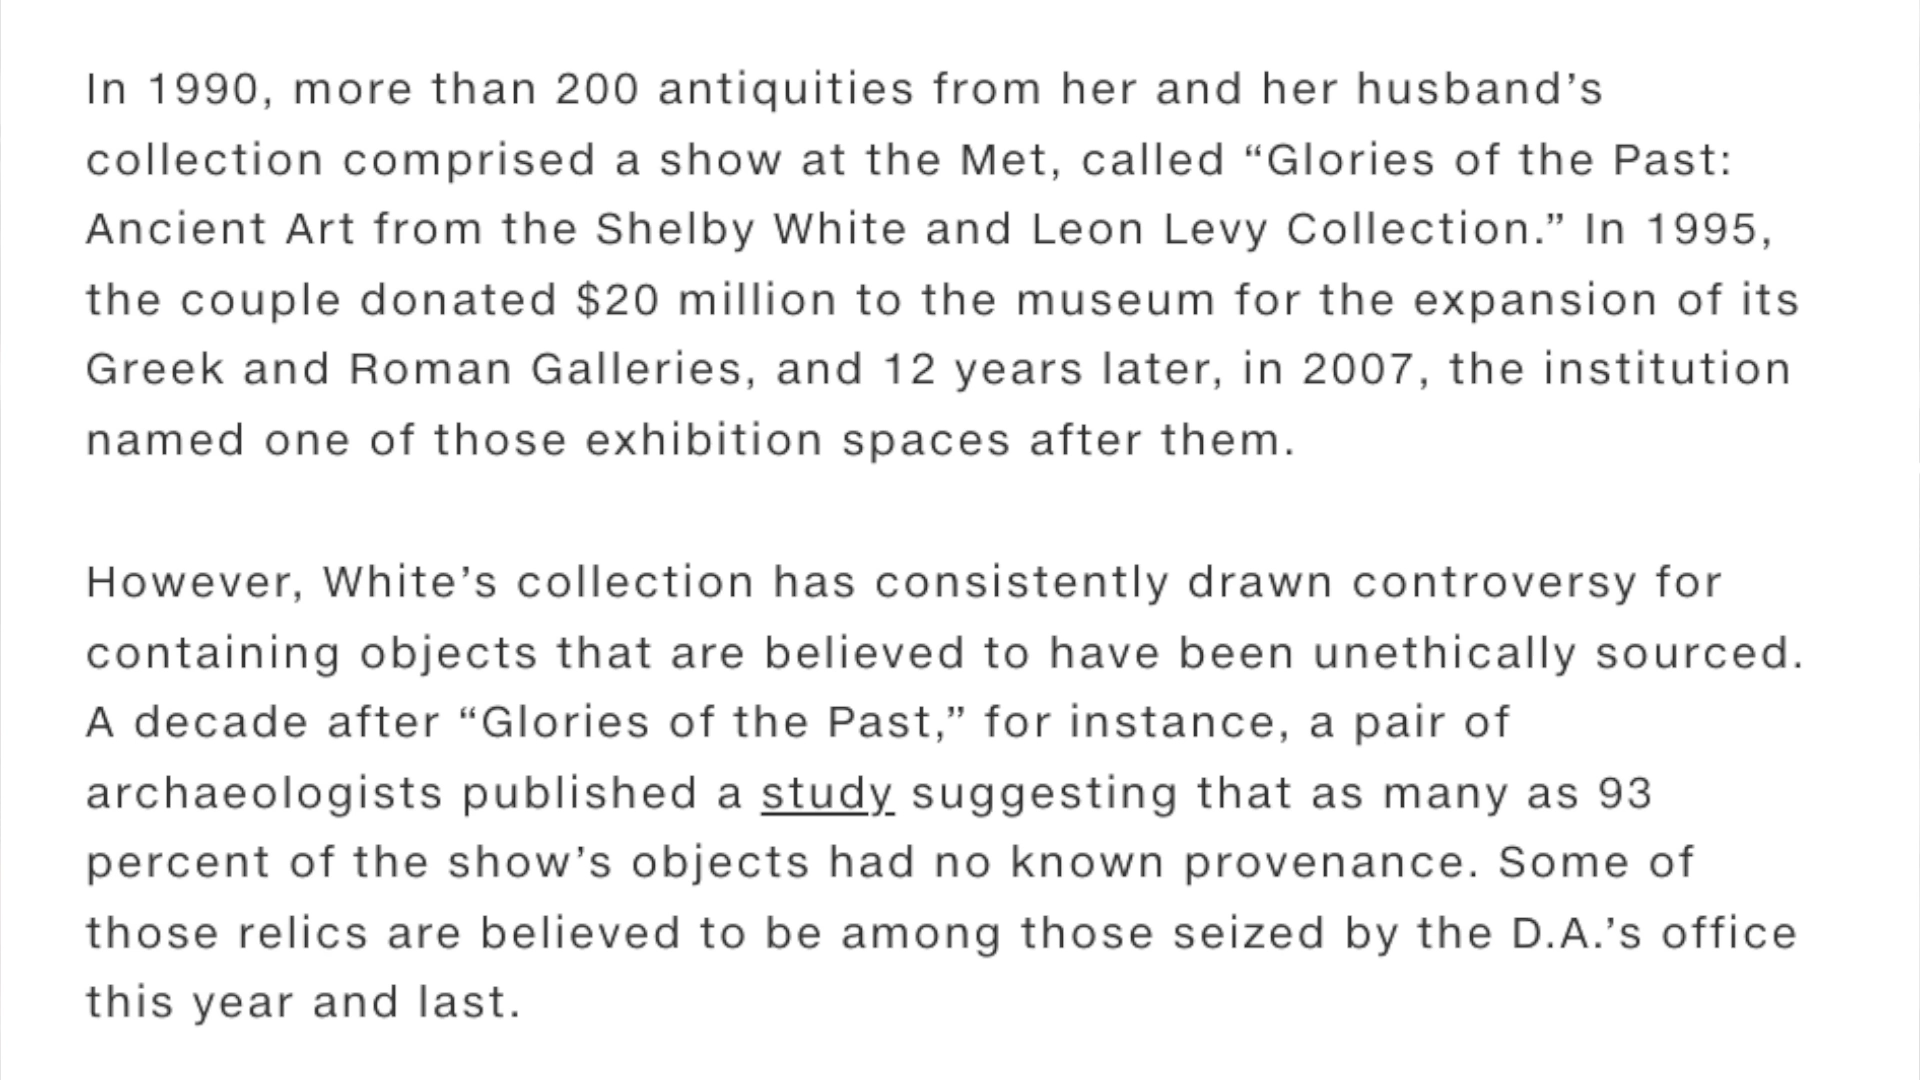 In 1990, more than 200 antiquities from her and her husband’s
collection comprised a show at the Met, called “Glories of the Past:
Ancient Art from the Shelby White and Leon Levy Collection.” In 1995,
the couple donated $20 million to the museum for the expansion of its
Greek and Roman Galleries, and 12 years later, in 2007, the institution
named one of those exhibition spaces after them.
However, White’s collection has consistently drawn controversy for
containing objects that are believed to have been unethically sourced.
A decade after “Glories of the Past,” for instance, a pair of
archaeologists published a study suggesting that as many as 93
percent of the show’s objects had no known provenance. Some of
those relics are believed to be among those seized by the D.A.’s office
this year and last.